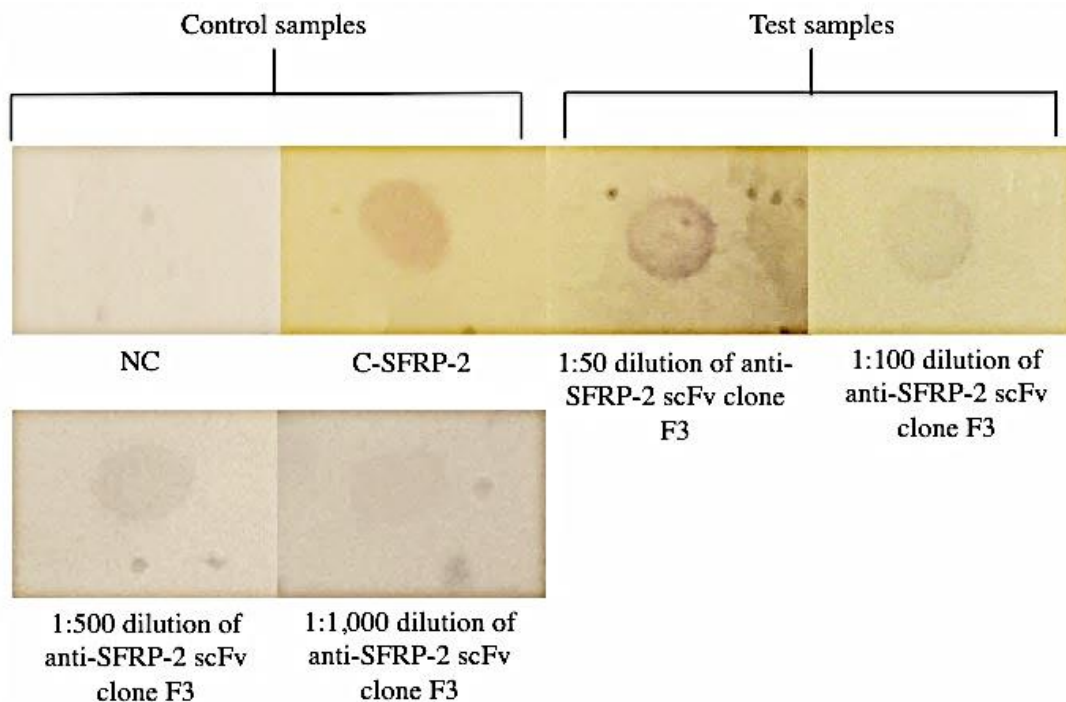 Control samples
Test samples
NC
C-SFRP-2
1:50 dilution of anti-
SFRP-2 scFv clone
F3
1:100 dilution of
anti-SFRP-2 scFv
clone F3
1:500 dilution of
anti-SFRP-2 scFv
clone F3
1:1,000 dilution of
anti-SFRP-2 scFv
clone F3